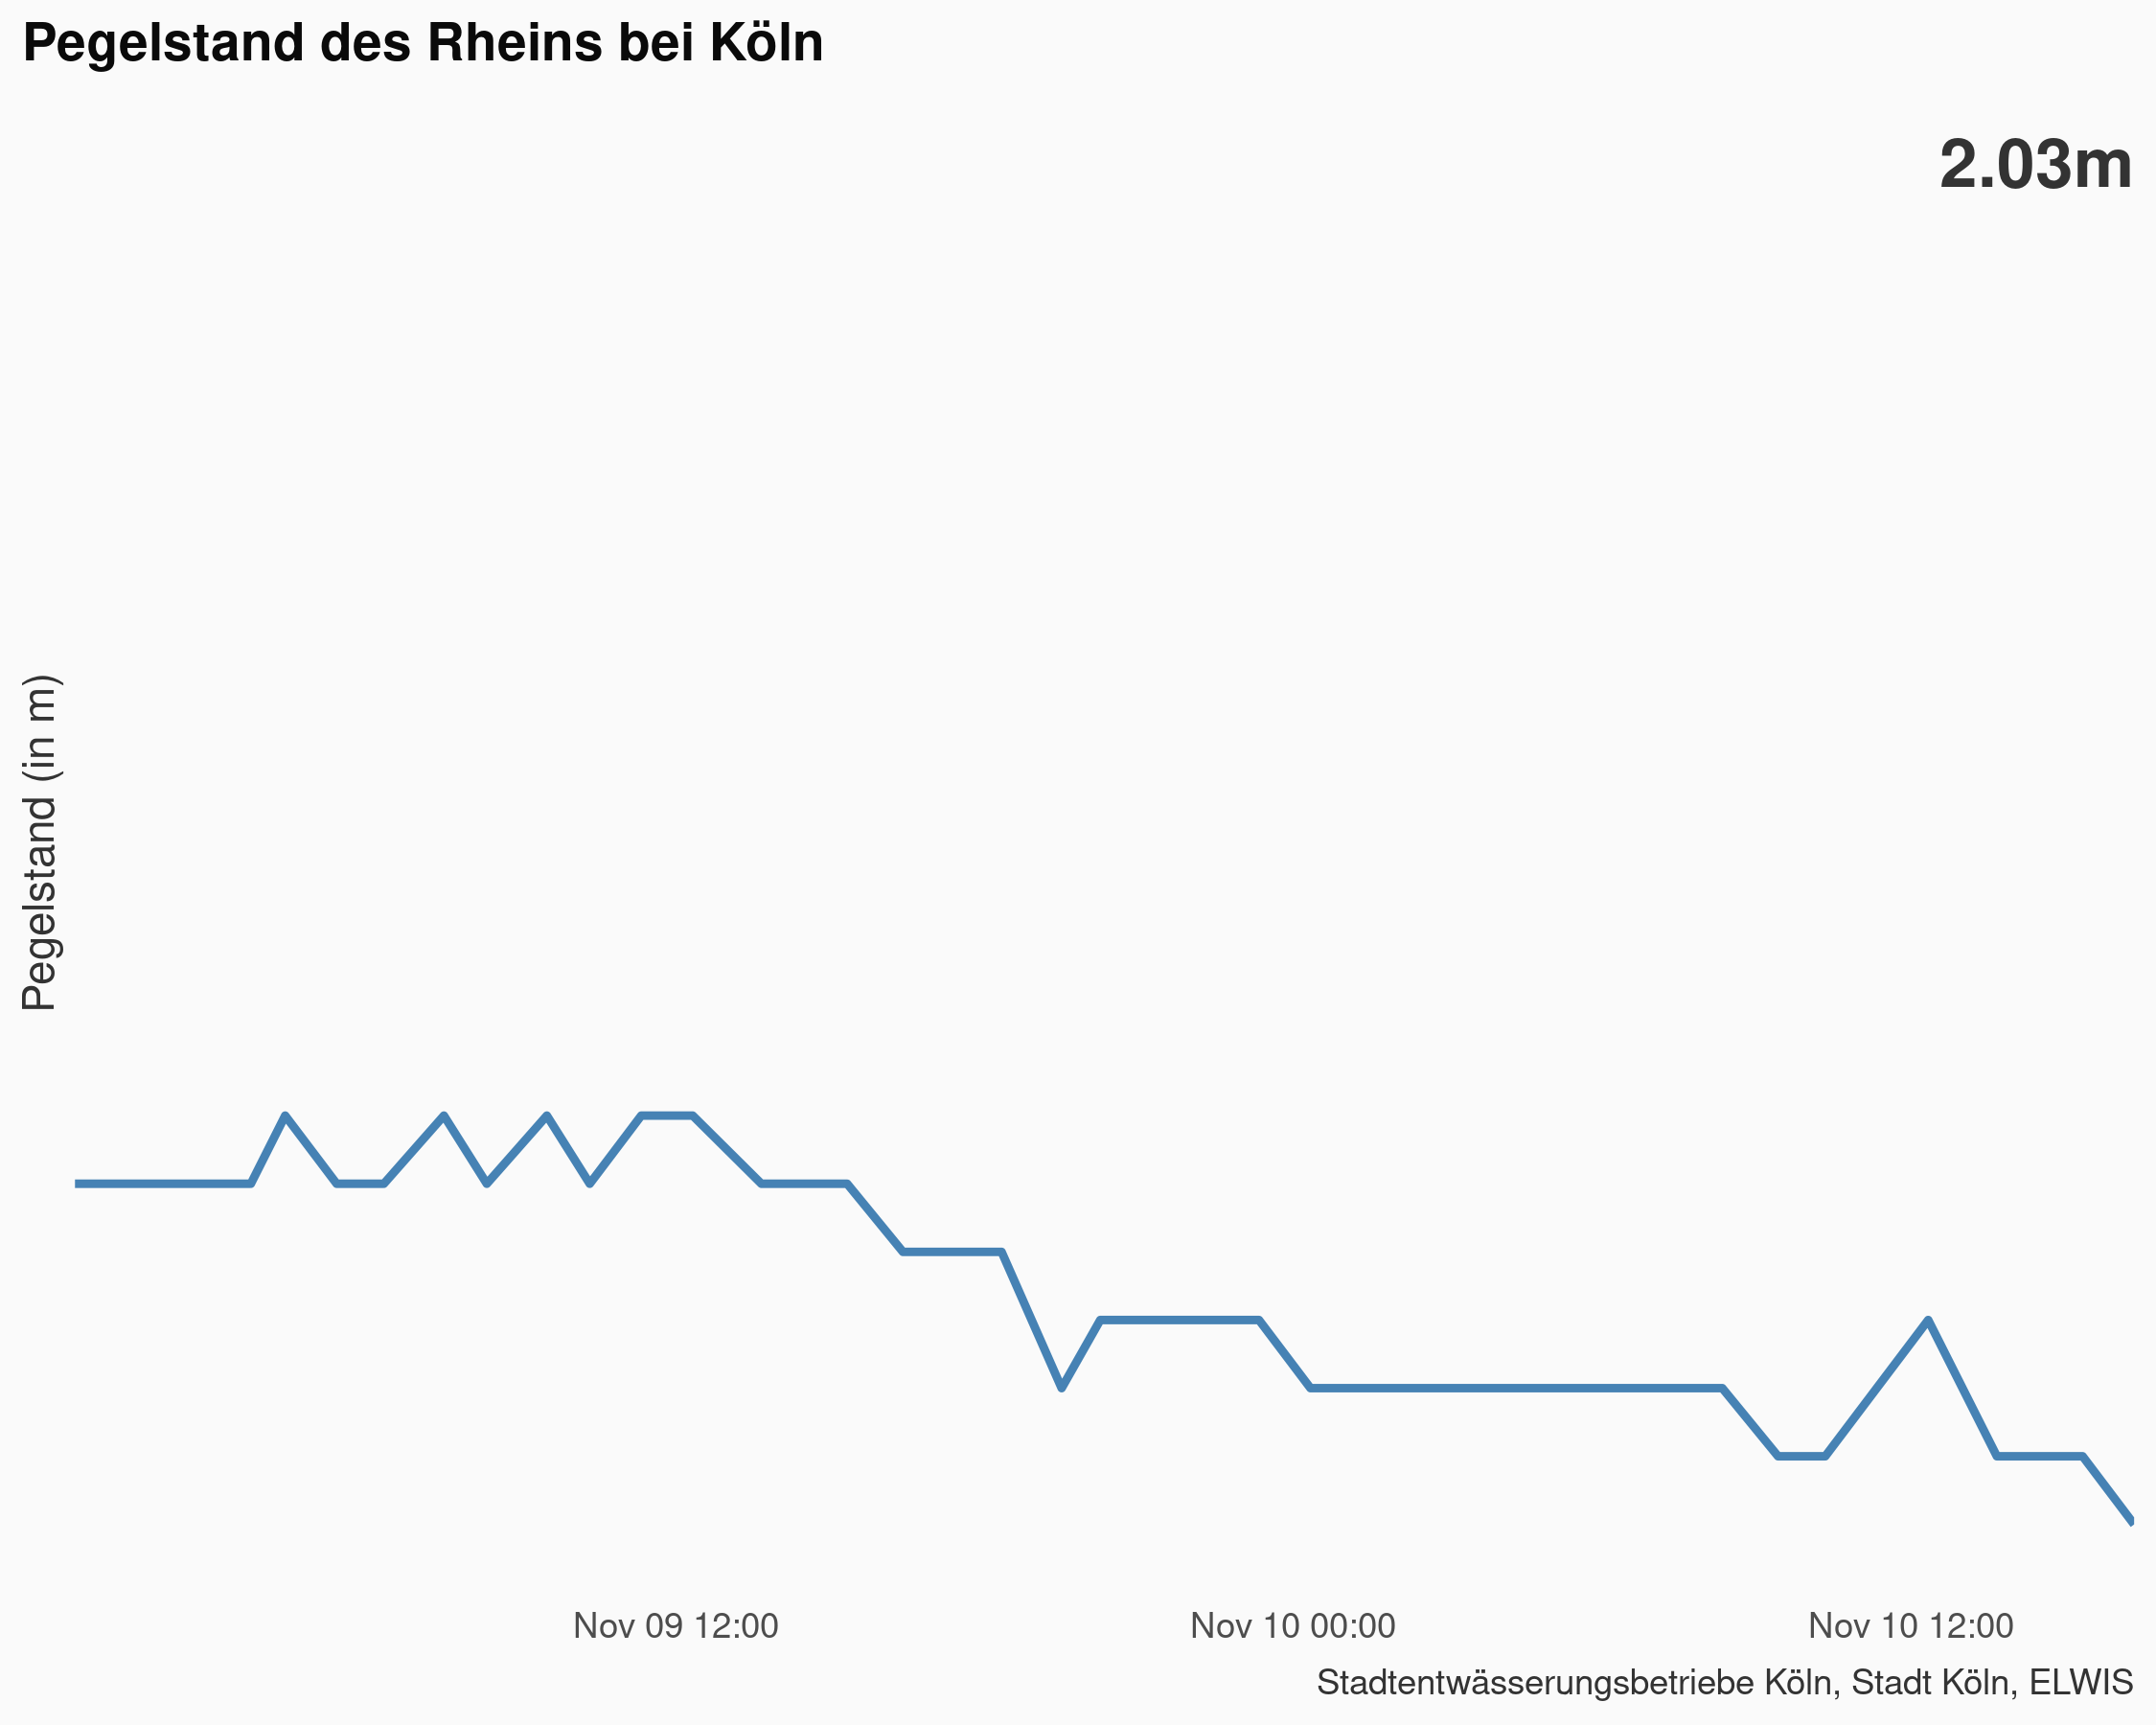 Pegelstand des Rheins bei Köln
2.03m
Pegelstand (in m)
Nov 09 12:00
Nov 10 00:00
Nov 10 12:00
Stadtentwässerungsbetriebe Köln, Stadt Köln, ELWIS